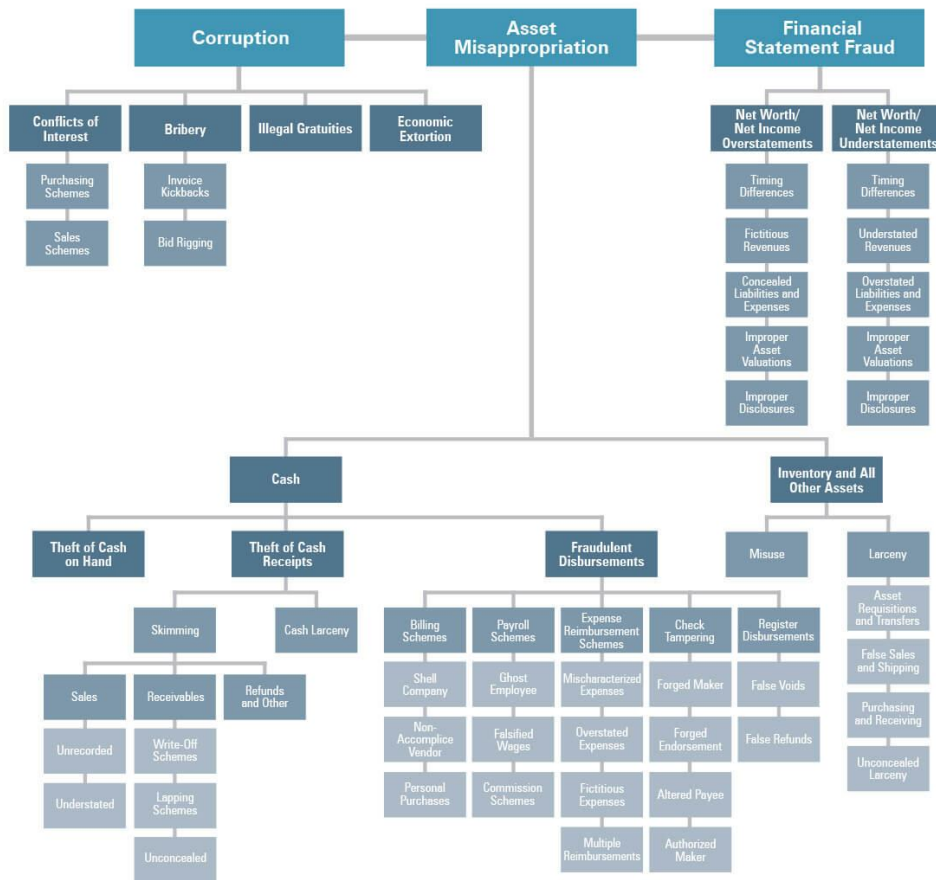 Corruption
Asset
Misappropriation
Financial
Statement Fraud
Conflicts of
Interest
Bribery
Illegal Gratuities
Economic
Extortion
Net Worth/
Net Income
Overstatements
Net Worth/
Net Income
Understatements
Purchasing
Schemes
Invoice
Kickbacks
Timing
Differences
Timing
Differences
Sales
Schemes
Bid Rigging
Fictitious
Revenues
Understated
Revenues
Concealed
Liabilities and
Expenses
Overstated
Liabilities and
Expenses
Improper
Asset
Valuations
Improper
Asset
Valuations
Improper
Disclosures
Improper
Disclosures
Cash
Inventory and All
Other Assets
Theft of Cash
on Hand
Theft of Cash
Receipts
Fraudulent
Disbursements
Misuse
Larceny
Skimming
Cash Larceny
Billing
Schemes
Payroll
Schemes
Expense
Reimbursement
Schemes
Check
Tampering
Register
Disbursements
Asset
Requisitions
and Transfers
Sales
Receivables
Refunds
and Other
Shell
Company
Ghost
Employee
Mischaracterized
Expenses
Forged Maker
False Voids
False Sales
and Shipping
Unrecorded
Write-Off
Schemes
Non-
Accomplice
Vendor
Falsified
Wages
Overstated
Expenses
Forged
Endorsement
False Refunds
Purchasing
and Receiving
Understated
Lapping
Schemes
Personal
Purchases
Commission
Schemes
Fictitious
Expenses
Altered Payee
Unconcealed
Larceny
Unconcealed
Multiple
Reimbursements
Authorized
Maker